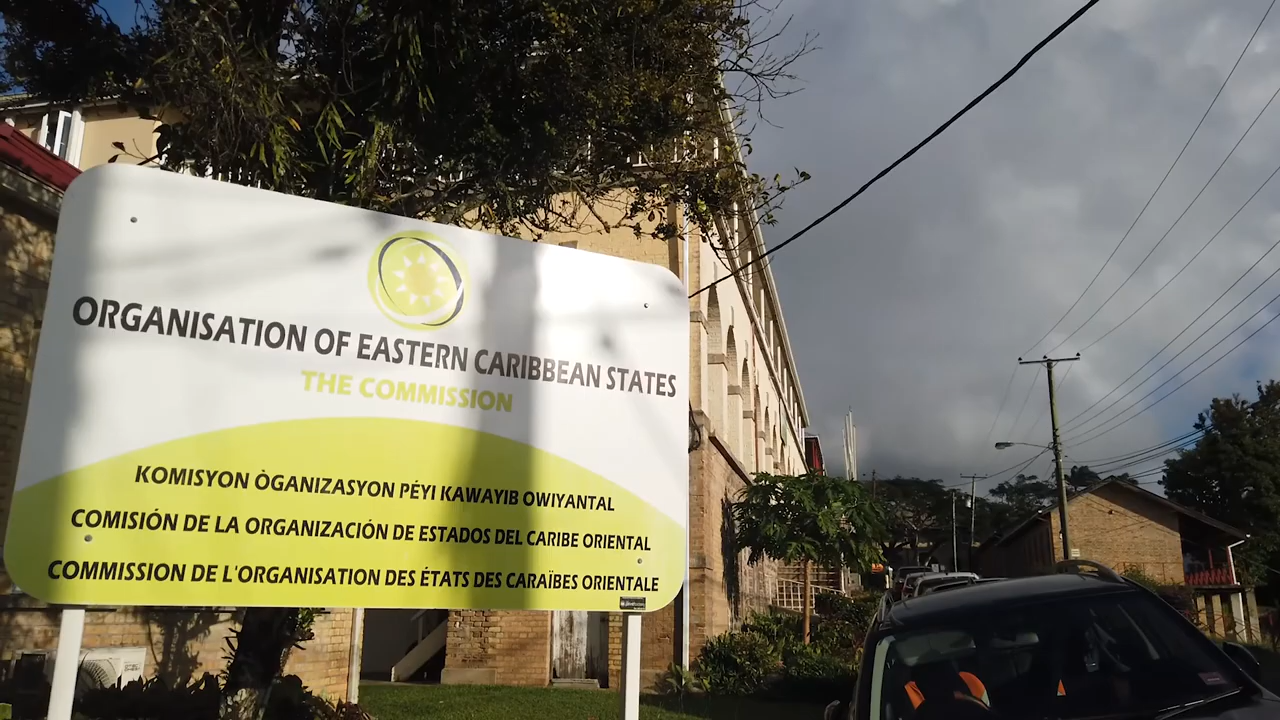 ORGANISATION OF EASTERN CARIBBEAN STATES
THE COMMISSION
KOMISYON ÒGANIZASYON PÉYI KAWAYIB OWIYANTAL
COMISIÓN DE LA ORGANIZACIÓN DE ESTADOS DEL CARIBE ORIENTAL
COMMISSION DE L'ORGANISATION DES ÉTATS DES CARAÏBES ORIENTALE